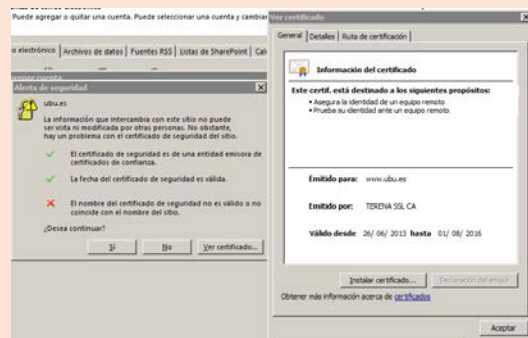 Puede agregar o quitar una cuenta. Puede seleccionar una cuenta y cambiar
o electrónico | Archivos de datos | Fuentes RSS | Listas de SharePoint | Cal
Alerta de seguridad
ubu.es
La información que intercambia con este sitio no puede
ser vista ni modificada por otras personas. No obstante,
hay un problema con el certificado de seguridad del sitio.
El certificado de seguridad es de una entidad emisora de
certificados de confianza.
La fecha del certificado de seguridad es válida.
El nombre del certificado de seguridad no es válido o no
coincide con el nombre del sitio.
¿Desea continuar?
Sí
No
Ver certificado...
Ver certificado
General | Detalles | Ruta de certificación
Información del certificado
Este certif. está destinado a los siguientes propósitos:
• Asegura la identidad de un equipo remoto
• Prueba su identidad ante un equipo remoto
Emitido para: www.ubu.es
Emitido por: TERENA SSL CA
Válido desde 26/ 06/ 2013 hasta 01/ 08/ 2016
Instalar certificado...
Declaración del emisor
Obtener más información acerca de certificados
Aceptar